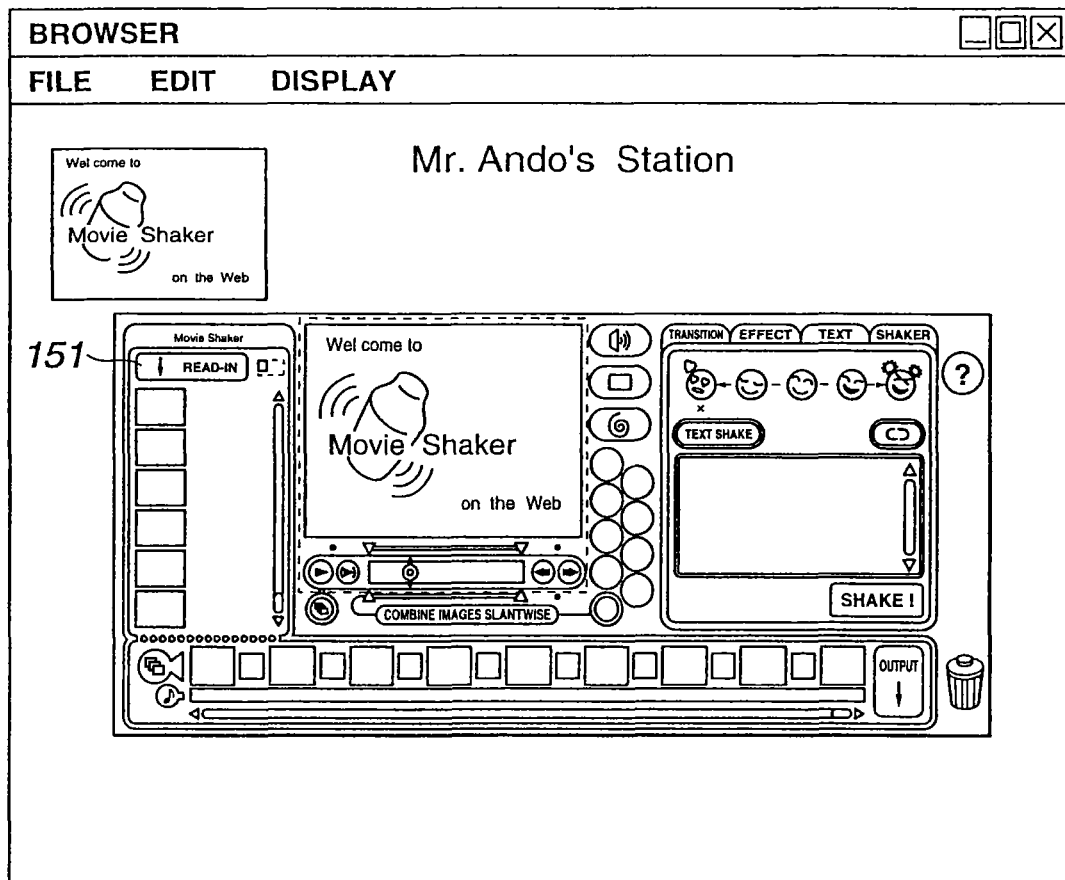 BROWSER
FILE EDIT DISPLAY
Mr. Ando's Station
Wel come to
Movie Shaker
on the Web
151
Movie Shaker
READ-IN
Wel come to
Movie Shaker
on the Web
COMBINE IMAGES SLANTWISE
TRANSITION EFFECT TEXT SHAKER
?
×
TEXT SHAKE
SHAKE !
OUTPUT